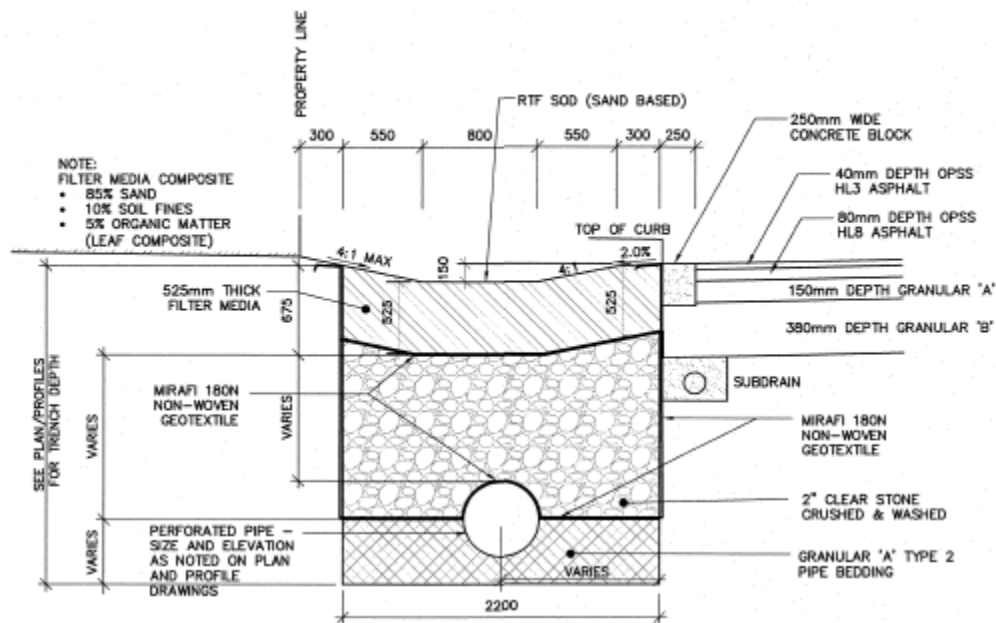 PROPERTY LINE
RTF SOD (SAND BASED)
300 550 800 550 300 250
250mm WIDE
CONCRETE BLOCK
NOTE:
FILTER MEDIA COMPOSITE
• 85% SAND
• 10% SOIL FINES
• 5% ORGANIC MATTER
(LEAF COMPOSITE)
40mm DEPTH OPSS
HL3 ASPHALT
80mm DEPTH OPSS
HL8 ASPHALT
TOP OF CURB
4:1 MAX
150
4:1
2.0%
525mm THICK
FILTER MEDIA
675
525
525
150mm DEPTH GRANULAR 'A'
380mm DEPTH GRANULAR 'B'
SUBDRAIN
MIRAFI 180N
NON-WOVEN
GEOTEXTILE
VARIES
VARIES
SEE PLAN/PROFILES
FOR TRENCH DEPTH
MIRAFI 180N
NON-WOVEN
GEOTEXTILE
2" CLEAR STONE
CRUSHED & WASHED
PERFORATED PIPE -
SIZE AND ELEVATION
AS NOTED ON PLAN
AND PROFILE
DRAWINGS
VARIES
GRANULAR 'A' TYPE 2
PIPE BEDDING
VARIES
2200